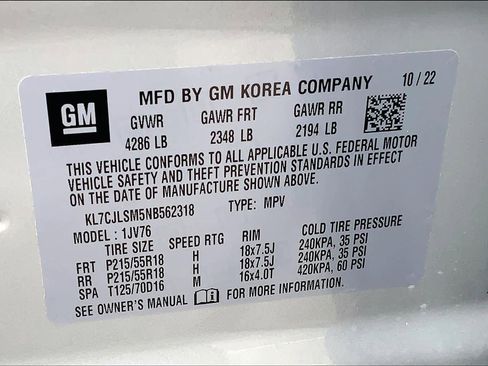 GM MFD BY GM KOREA COMPANY 10/22
GVWR GAWR FRT GAWR RR
4286 LB 2348 LB 2194 LB
THIS VEHICLE CONFORMS TO ALL APPLICABLE U.S. FEDERAL MOTOR
VEHICLE SAFETY AND THEFT PREVENTION STANDARDS IN EFFECT
ON THE DATE OF MANUFACTURE SHOWN ABOVE.
KL7CJLSM5NB562318 TYPE: MPV
MODEL : 1JV76
TIRE SIZE SPEED RTG RIM COLD TIRE PRESSURE
FRT P215/55R18 H 18x7.5J 240KPA, 35 PSI
RR P215/55R18 H 18x7.5J 240KPA, 35 PSI
SPA T125/70D16 M 16x4.0T 420KPA, 60 PSI
SEE OWNER'S MANUAL FOR MORE INFORMATION.